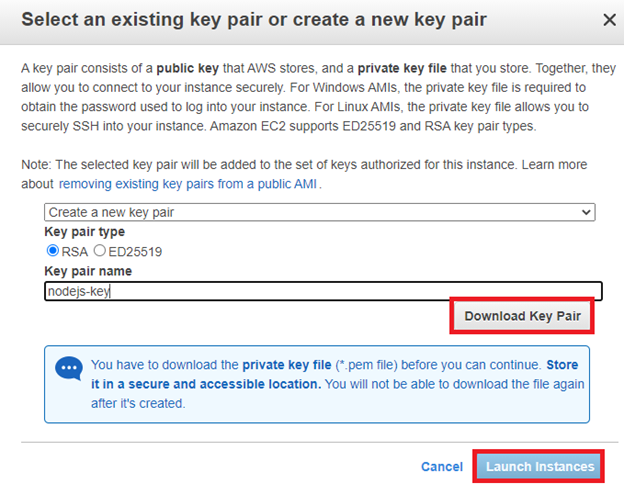 Select an existing key pair or create a new key pair
A key pair consists of a public key that AWS stores, and a private key file that you store. Together, they
allow you to connect to your instance securely. For Windows AMIs, the private key file is required to
obtain the password used to log into your instance. For Linux AMIs, the private key file allows you to
securely SSH into your instance. Amazon EC2 supports ED25519 and RSA key pair types.
Note: The selected key pair will be added to the set of keys authorized for this instance. Learn more
about removing existing key pairs from a public AMI .
Create a new key pair
Key pair type
RSA ED25519
Key pair name
nodejs-key
Download Key Pair
You have to download the private key file (*.pem file) before you can continue. Store
it in a secure and accessible location. You will not be able to download the file again
after it's created.
Cancel Launch Instances